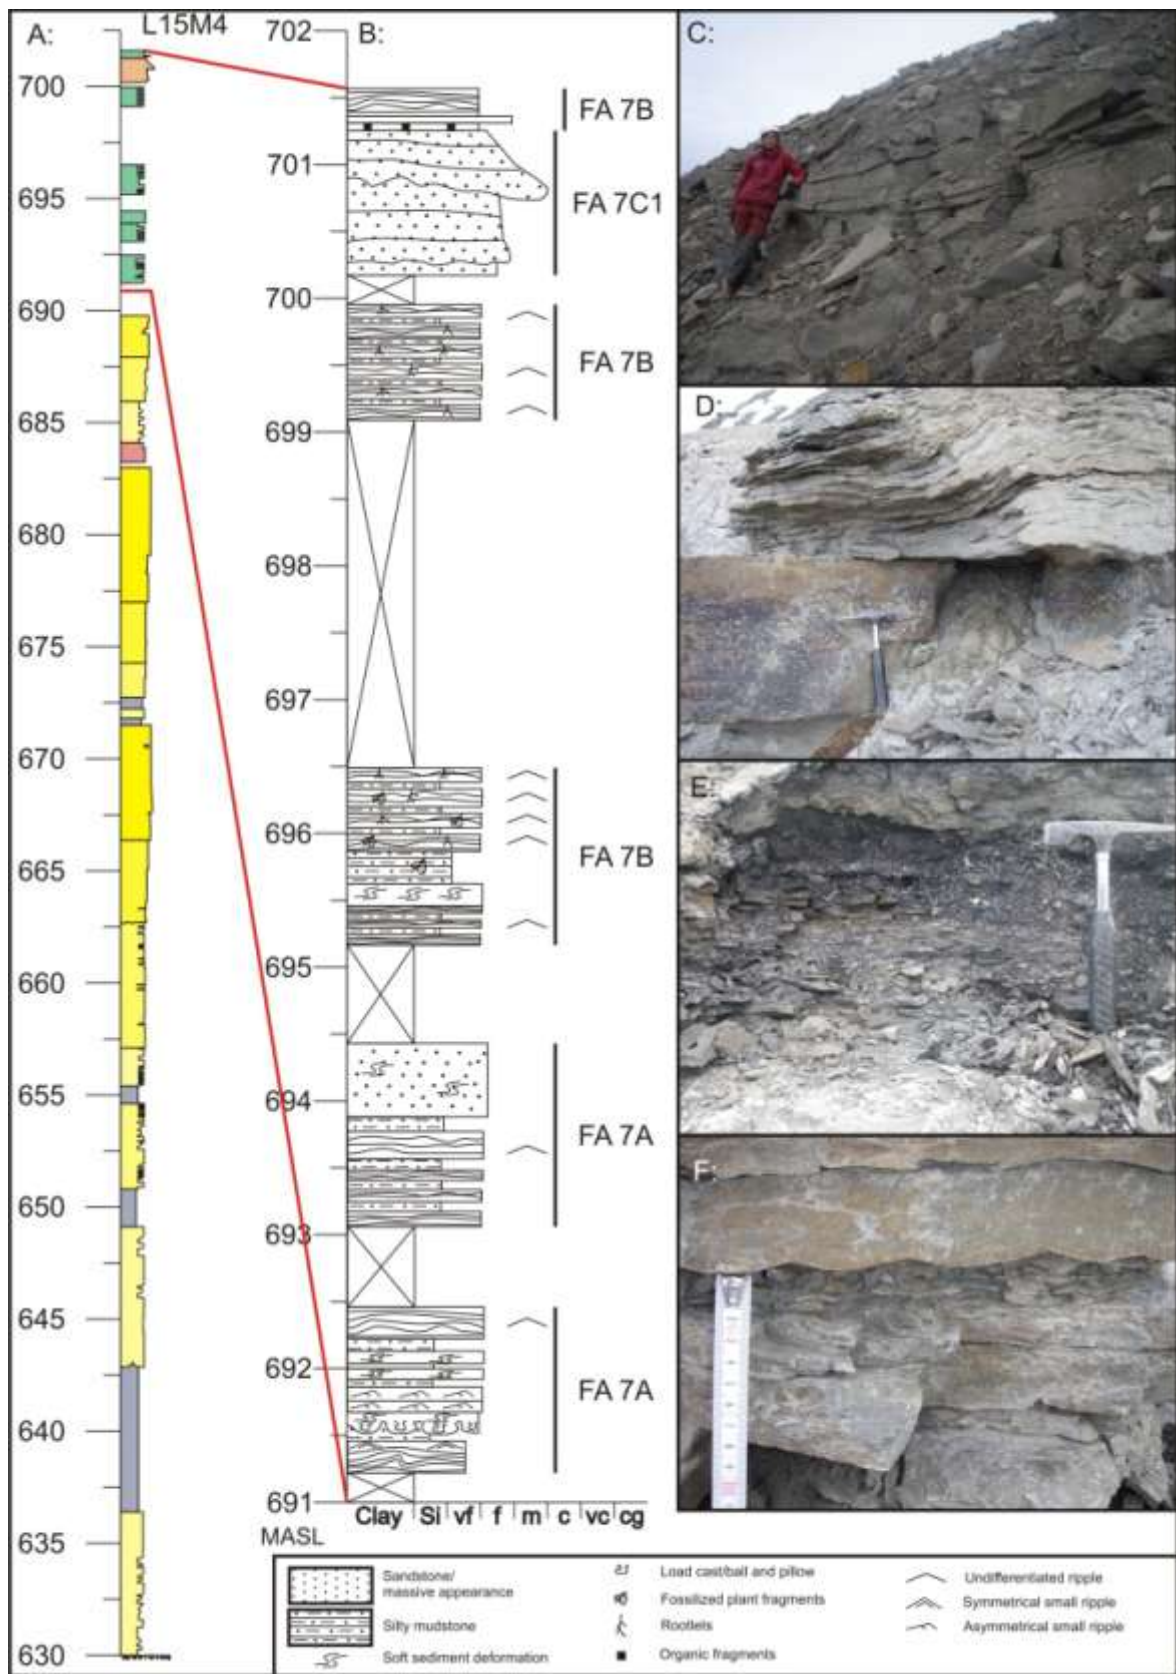 A:
L15M4
700
695
690
685
680
675
670
665
660
655
650
645
640
635
630
B:
702
701
700
699
698
697
696
695
694
693
692
691
MASL
FA 7B
FA 7C1
FA 7B
FA 7B
FA 7A
FA 7A
Clay Si vf f m c vc cg
C:
D:
E:
F:
Sandstone/
massive appearance
Silty mudstone
Soft sediment deformation
Load cast/ball and pillow
Fossilized plant fragments
Rootlets
Organic fragments
Undifferentiated ripple
Symmetrical small ripple
Asymmetrical small ripple